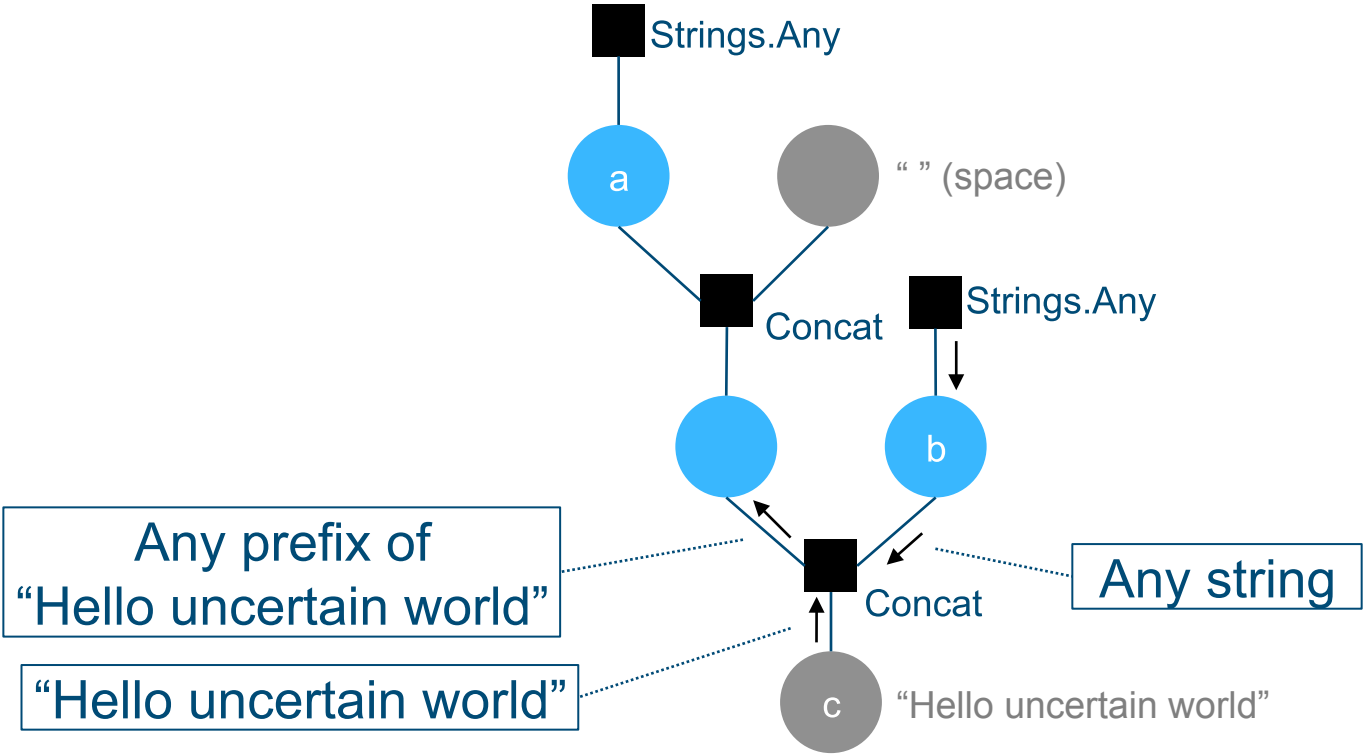 Strings.Any
a
“ ” (space)
Strings.Any
Concat
b
Any prefix of
“Hello uncertain world”
Any string
Concat
“Hello uncertain world”
c
“Hello uncertain world”